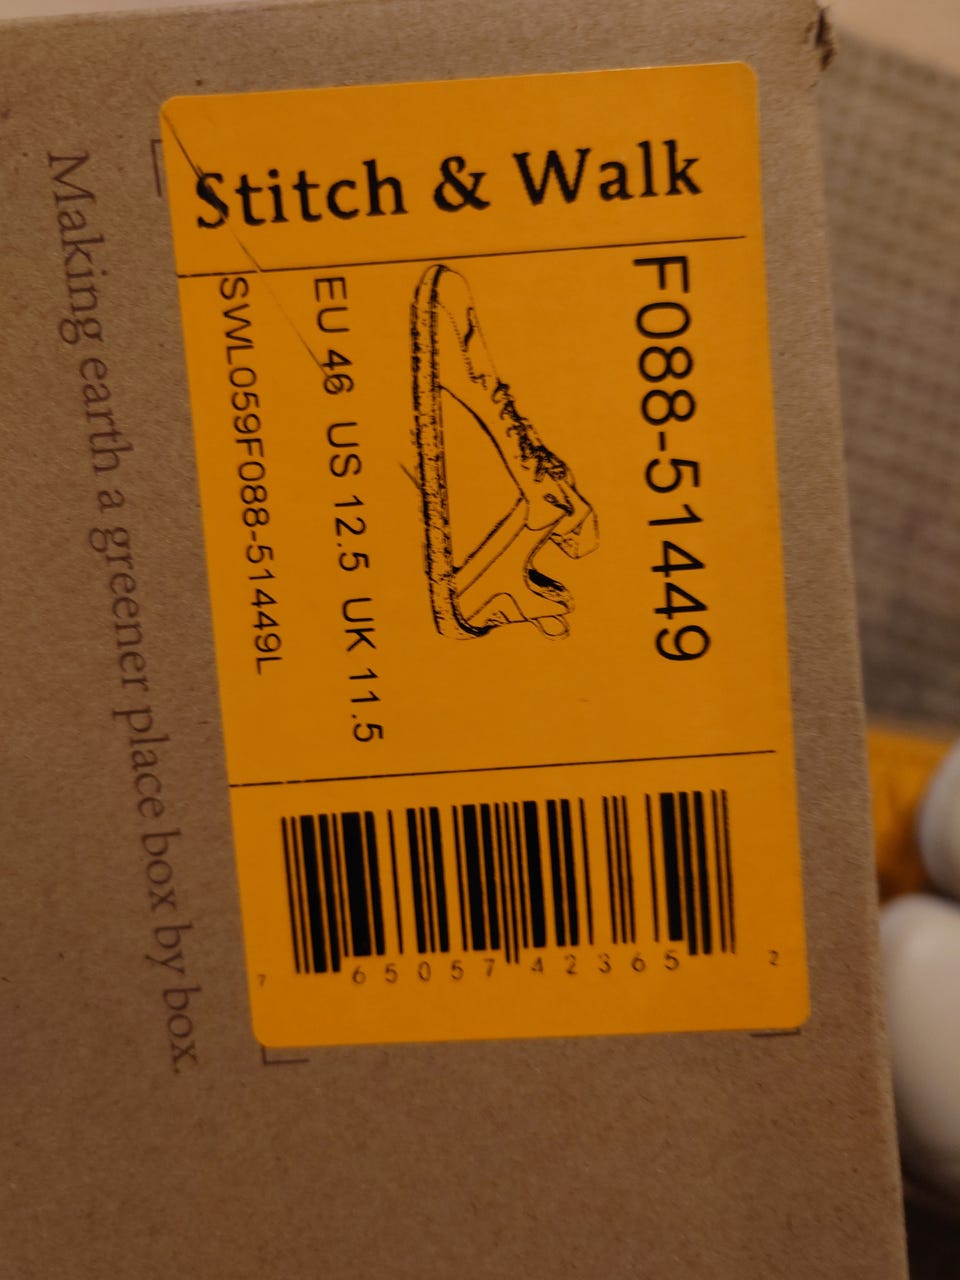 Stitch & Walk
F088-51449
EU 46 US 12.5 UK 11.5
SWL059F088-51449L
7 65057 42365 2
Making earth a greener place box by box.